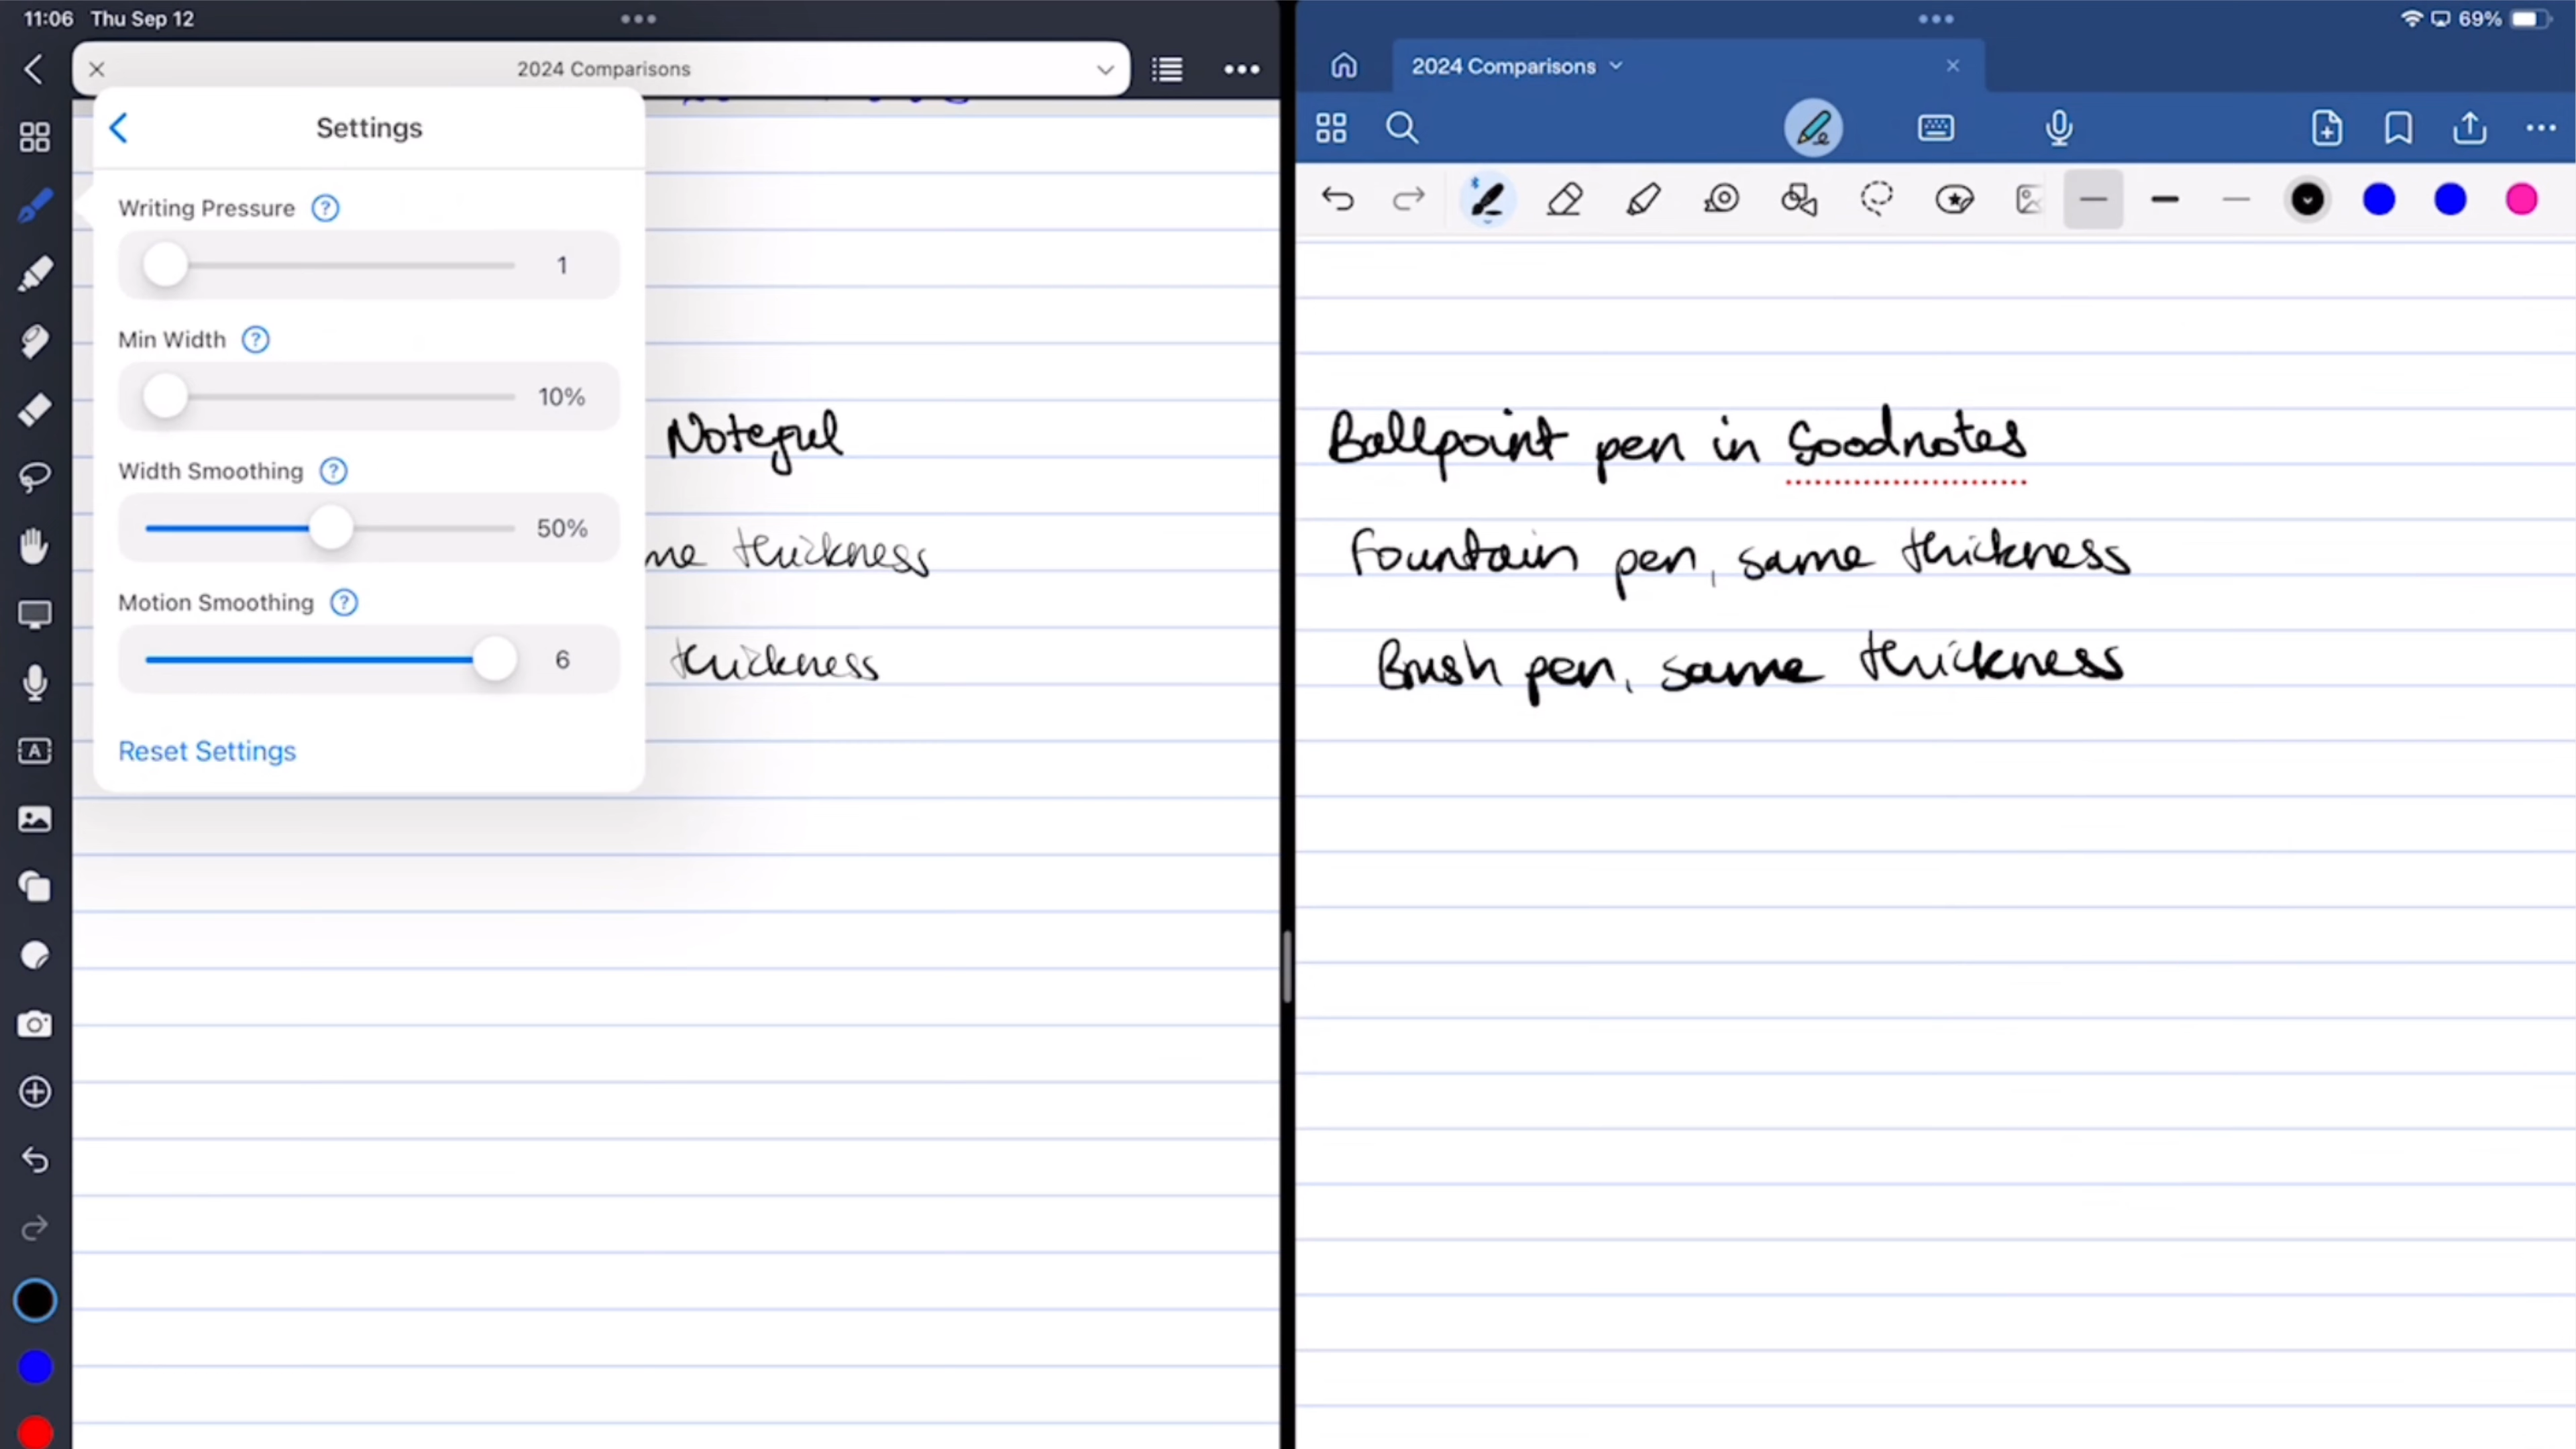 11:06 Thu Sep 12
69%
2024 Comparisons
2024 Comparisons
Settings
Writing Pressure ?
1
Min Width ?
10%
Width Smoothing ?
50%
Motion Smoothing ?
6
Reset Settings
Noteful
me thickness
thickness
A
Ballpoint pen in Goodnotes
Fountain pen, same thickness
Brush pen, same thickness